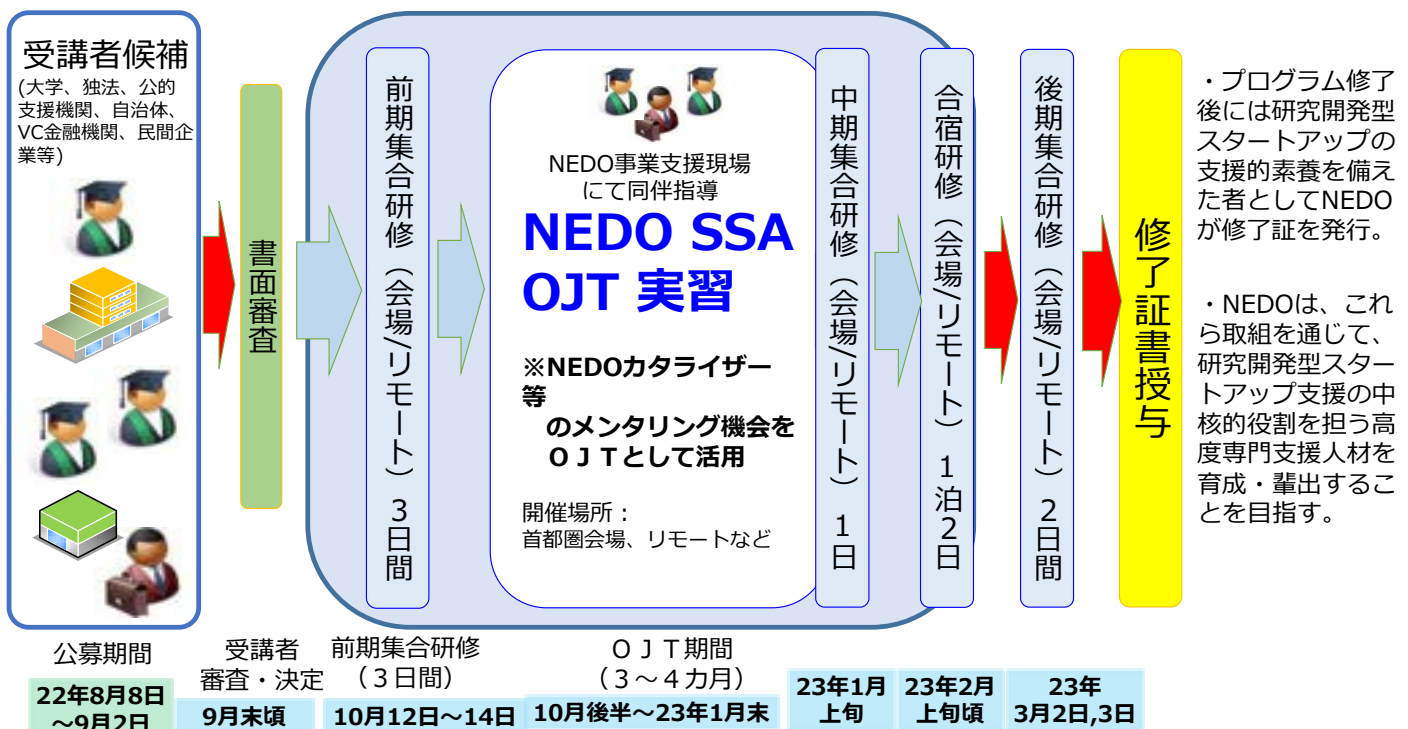 受講者候補
(大学、独法、公的
支援機関、自治体、
VC金融機関、民間企
業等)
書面審査
前期集合研修（会場/リモート）３日間
NEDO事業支援現場
にて同伴指導
NEDO SSA
OJT 実習
※NEDOカタライザー
等
のメンタリング機会を
ＯＪＴとして活用
開催場所：
首都圏会場、リモートなど
中期集合研修（会場/リモート）１日
合宿研修（会場/リモート）１泊２日
後期集合研修（会場/リモート）２日間
修了証書授与
・プログラム修了
後には研究開発型
スタートアップの
支援的素養を備え
た者としてNEDO
が修了証を発行。
・NEDOは、これ
ら取組を通じて、
研究開発型スター
トアップ支援の中
核的役割を担う高
度専門支援人材を
育成・輩出するこ
とを目指す。
公募期間
22年8月8日
～9月2日
受講者
審査・決定
9月末頃
前期集合研修
（３日間）
10月12日～14日
ＯＪＴ期間
（３～４カ月）
10月後半～23年1月末
23年1月
上旬
23年2月
上旬頃
23年
3月2日,3日